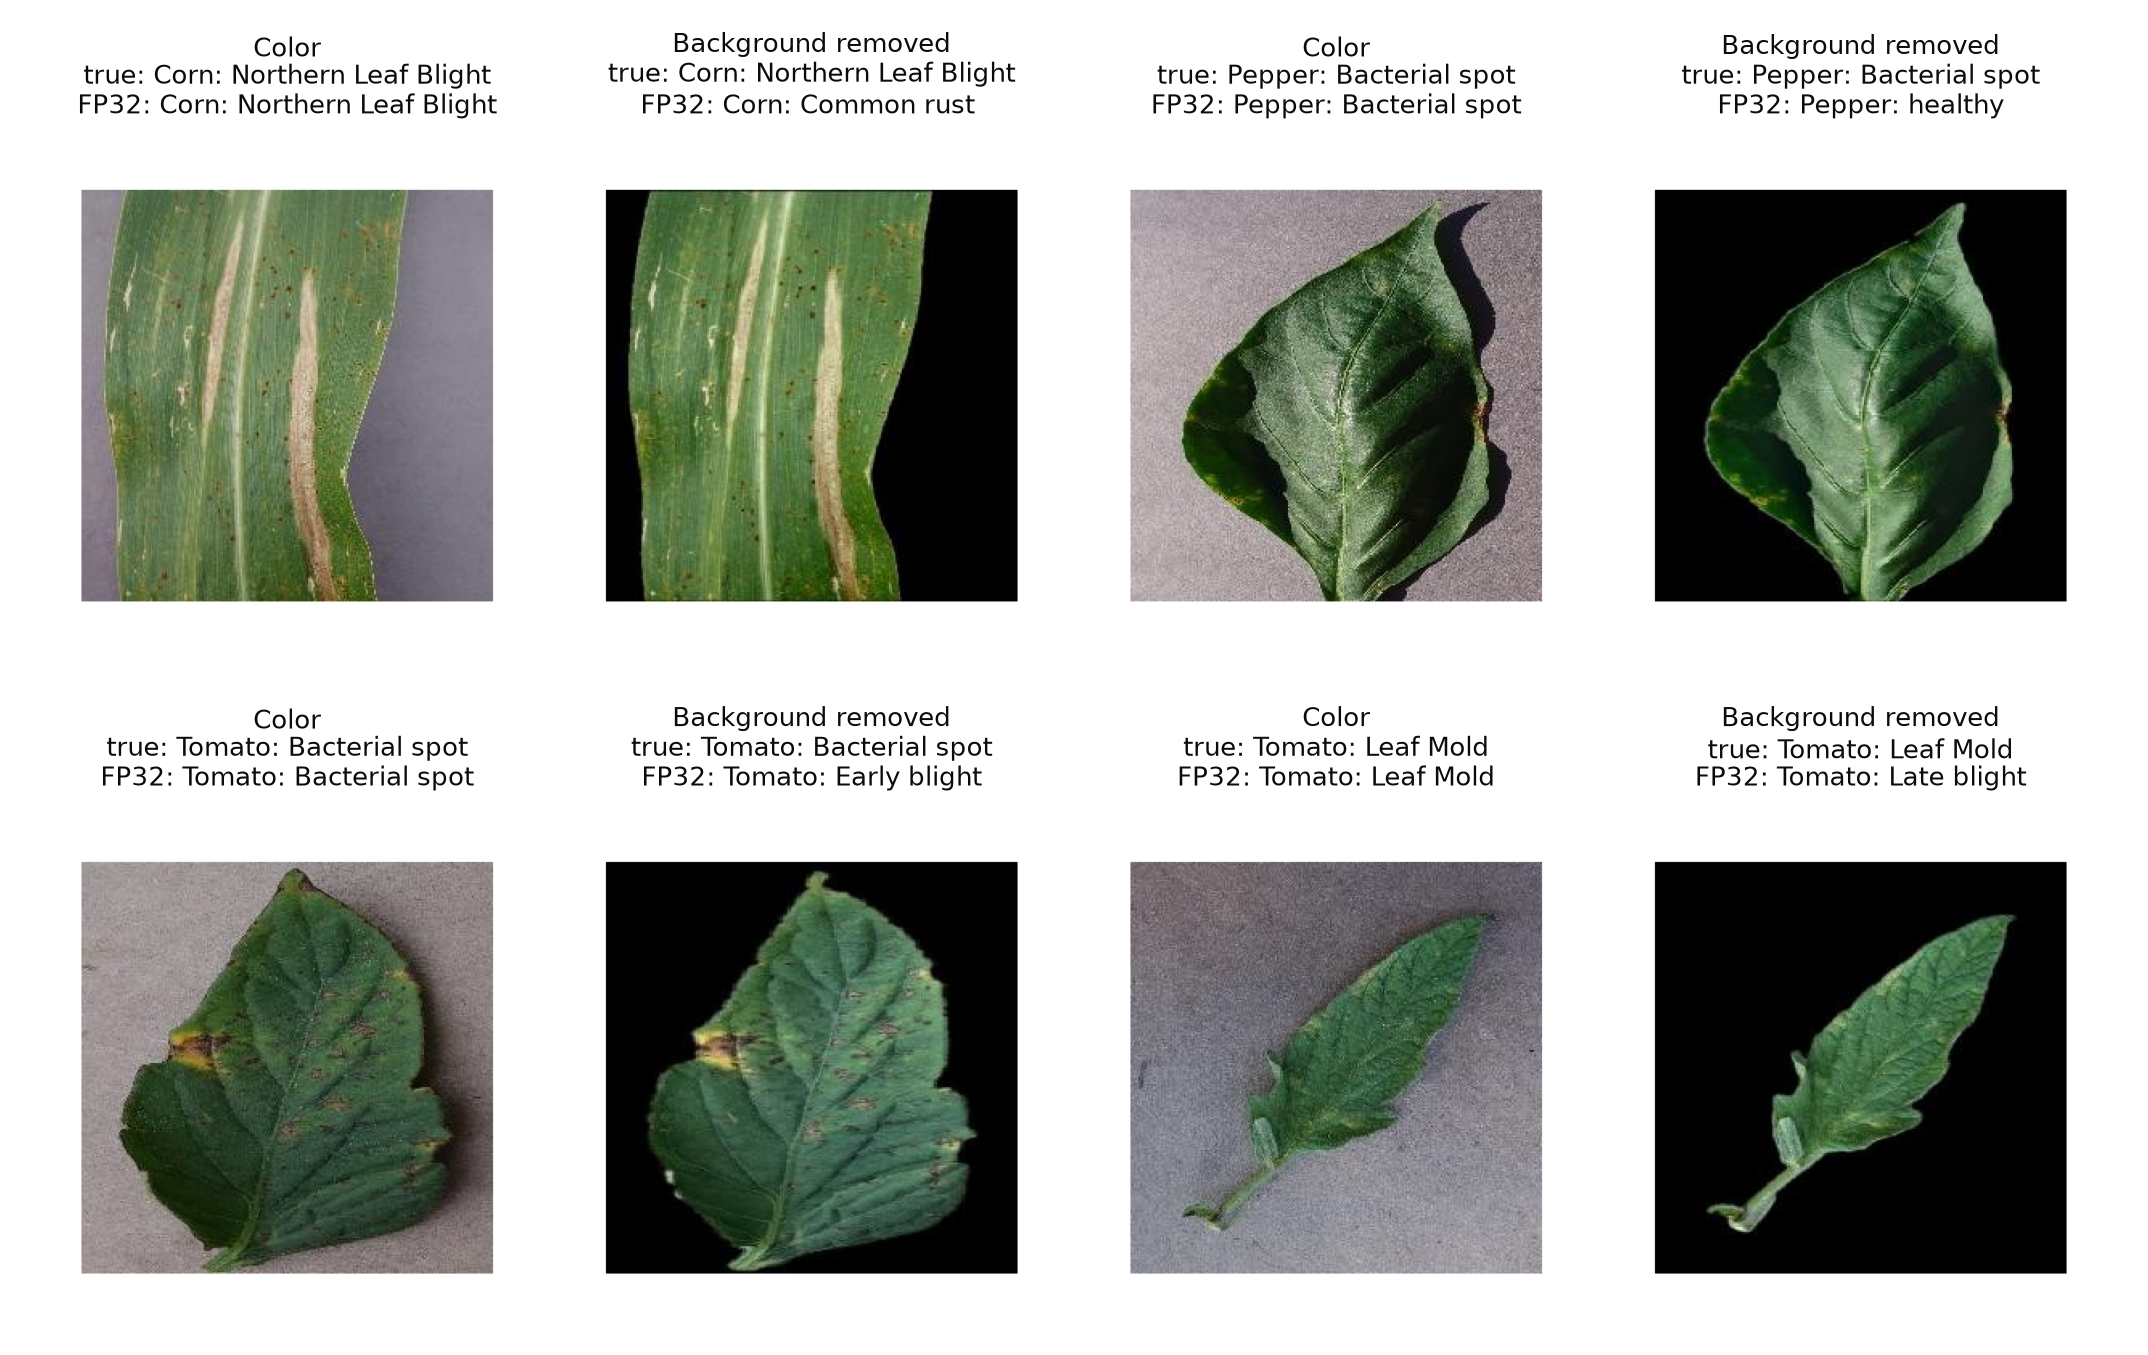 Color
true: Corn: Northern Leaf Blight
FP32: Corn: Northern Leaf Blight
Background removed
true: Corn: Northern Leaf Blight
FP32: Corn: Common rust
Color
true: Pepper: Bacterial spot
FP32: Pepper: Bacterial spot
Background removed
true: Pepper: Bacterial spot
FP32: Pepper: healthy
Color
true: Tomato: Bacterial spot
FP32: Tomato: Bacterial spot
Background removed
true: Tomato: Bacterial spot
FP32: Tomato: Early blight
Color
true: Tomato: Leaf Mold
FP32: Tomato: Leaf Mold
Background removed
true: Tomato: Leaf Mold
FP32: Tomato: Late blight